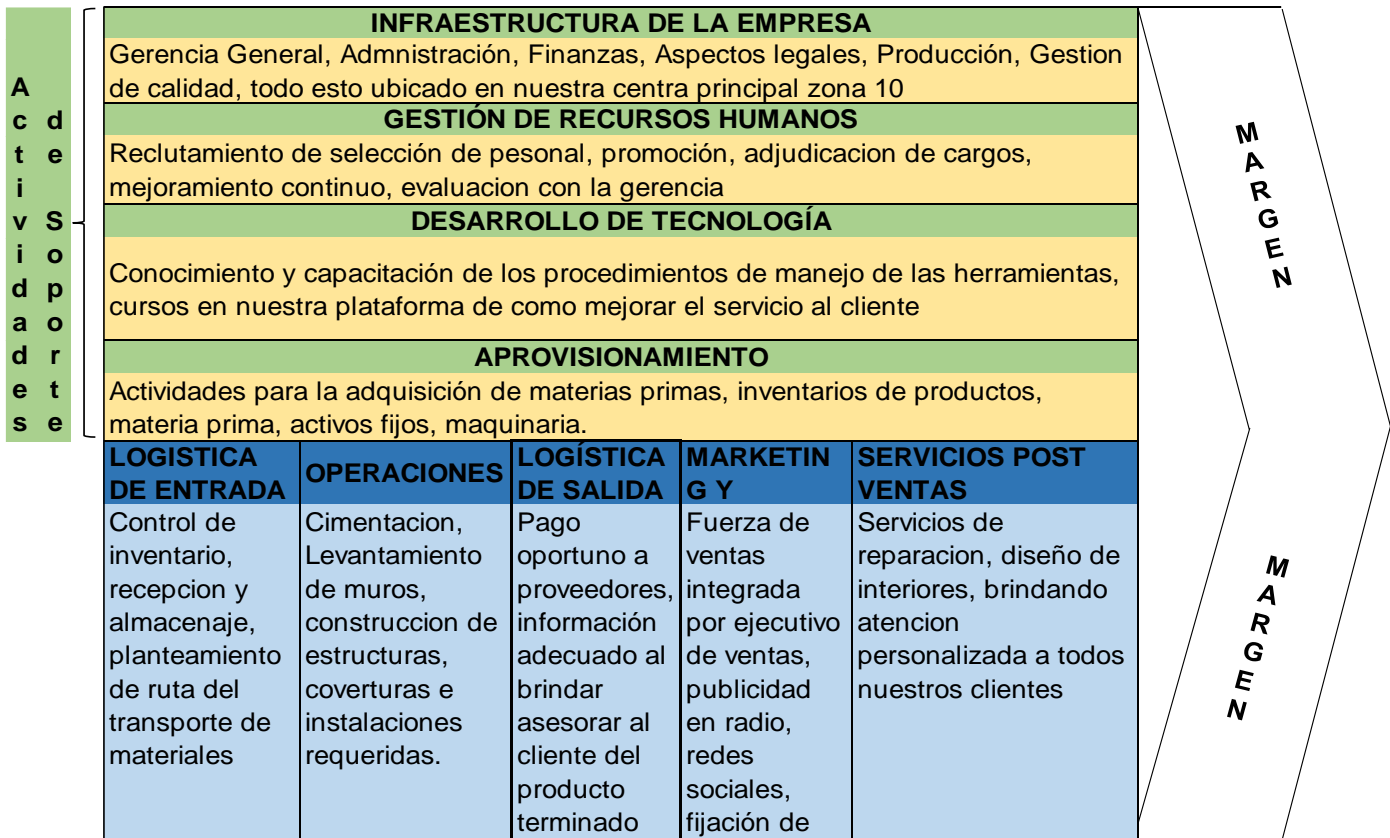 Actividades
de Soporte
INFRAESTRUCTURA DE LA EMPRESA
Gerencia General, Admnistración, Finanzas, Aspectos legales, Producción, Gestion
de calidad, todo esto ubicado en nuestra centra principal zona 10
GESTIÓN DE RECURSOS HUMANOS
Reclutamiento de selección de pesonal, promoción, adjudicacion de cargos,
mejoramiento continuo, evaluacion con la gerencia
DESARROLLO DE TECNOLOGÍA
Conocimiento y capacitación de los procedimientos de manejo de las herramientas,
cursos en nuestra plataforma de como mejorar el servicio al cliente
APROVISIONAMIENTO
Actividades para la adquisición de materias primas, inventarios de productos,
materia prima, activos fijos, maquinaria.
LOGISTICA
DE ENTRADA
Control de
inventario,
recepcion y
almacenaje,
planteamiento
de ruta del
transporte de
materiales
OPERACIONES
Cimentacion,
Levantamiento
de muros,
construccion de
estructuras,
coverturas e
instalaciones
requeridas.
LOGÍSTICA
DE SALIDA
Pago
oportuno a
proveedores,
información
adecuado al
brindar
asesorar al
cliente del
producto
terminado
MARKETIN
G Y
Fuerza de
ventas
integrada
por ejecutivo
de ventas,
publicidad
en radio,
redes
sociales,
fijación de
SERVICIOS POST
VENTAS
Servicios de
reparacion, diseño de
interiores, brindando
atencion
personalizada a todos
nuestros clientes
MARGEN
MARGEN